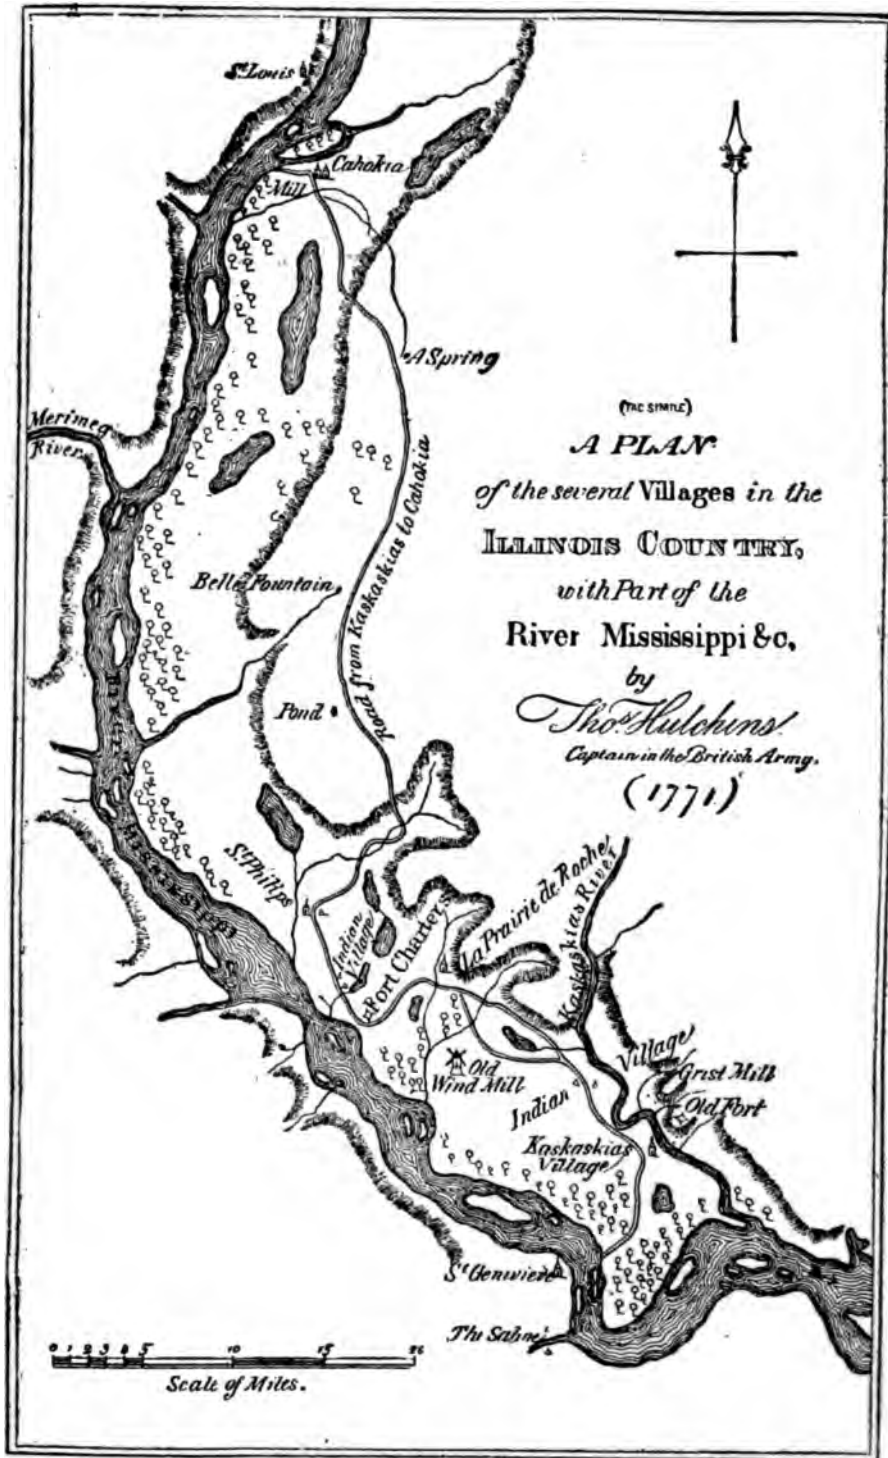 St. Louis
Cahokia
Mill
A Spring
Merimeg
River
Road from Kaskaskias to Cahokia
Belle Fountain
Pond
(FAC SIMILE)
A PLAN
of the several Villages in the
ILLINOIS COUNTRY,
with Part of the
River Mississippi &c,
by
Thos. Hutchins.
Captain in the British Army.
(1771)
MISSISSIPPI
St. Philips
Indian
Village
Fort Charters
La Prairie de Roche
Kaskaskias River
Old
Wind Mill
Indian
Village
Grist Mill
Old Fort
Kaskaskias
Village
St. Genvieve
The Saline
0 1 2 3 4 5 10 15 20
Scale of Miles.